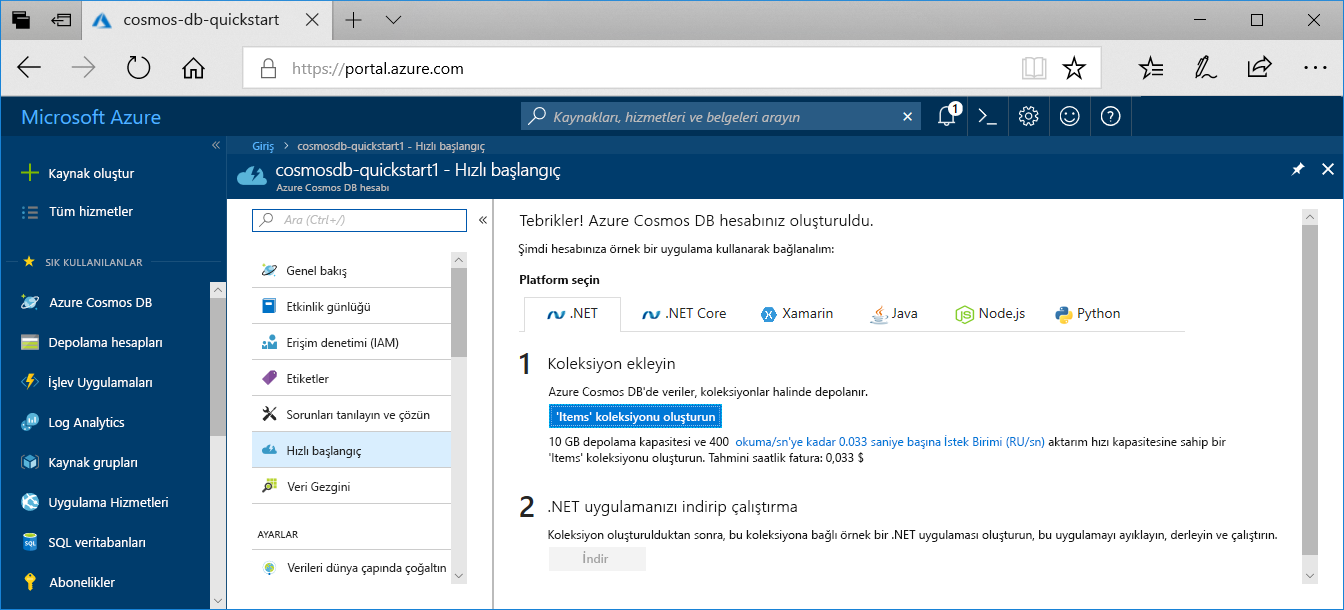 cosmos-db-quickstart
https://portal.azure.com
Microsoft Azure
Kaynakları, hizmetleri ve belgeleri arayın
1
Giriş > cosmosdb-quickstart1 - Hızlı başlangıç
cosmosdb-quickstart1 - Hızlı başlangıç
Azure Cosmos DB hesabı
Kaynak oluştur
Tüm hizmetler
SIK KULLANILANLAR
Azure Cosmos DB
Depolama hesapları
İşlev Uygulamaları
Log Analytics
Kaynak grupları
Uygulama Hizmetleri
SQL veritabanları
Abonelikler
Ara (Ctrl+/)
Genel bakış
Etkinlik günlüğü
Erişim denetimi (IAM)
Etiketler
Sorunları tanılayın ve çözün
Hızlı başlangıç
Veri Gezgini
AYARLAR
Verileri dünya çapında çoğaltın
Tebrikler! Azure Cosmos DB hesabınız oluşturuldu.
Şimdi hesabınıza örnek bir uygulama kullanarak bağlanalım:
Platform seçin
.NET .NET Core Xamarin Java Node.js Python
1 Koleksiyon ekleyin
Azure Cosmos DB'de veriler, koleksiyonlar halinde depolanır.
'Items' koleksiyonu oluşturun
10 GB depolama kapasitesi ve 400 okuma/sn'ye kadar 0.033 saniye başına İstek Birimi (RU/sn) aktarım hızı kapasitesine sahip bir
'Items' koleksiyonu oluşturun. Tahmini saatlik fatura: 0,033 $
2 .NET uygulamanızı indirip çalıştırma
Koleksiyon oluşturulduktan sonra, bu koleksiyona bağlı örnek bir .NET uygulaması oluşturun, bu uygulamayı ayıklayın, derleyin ve çalıştırın.
İndir